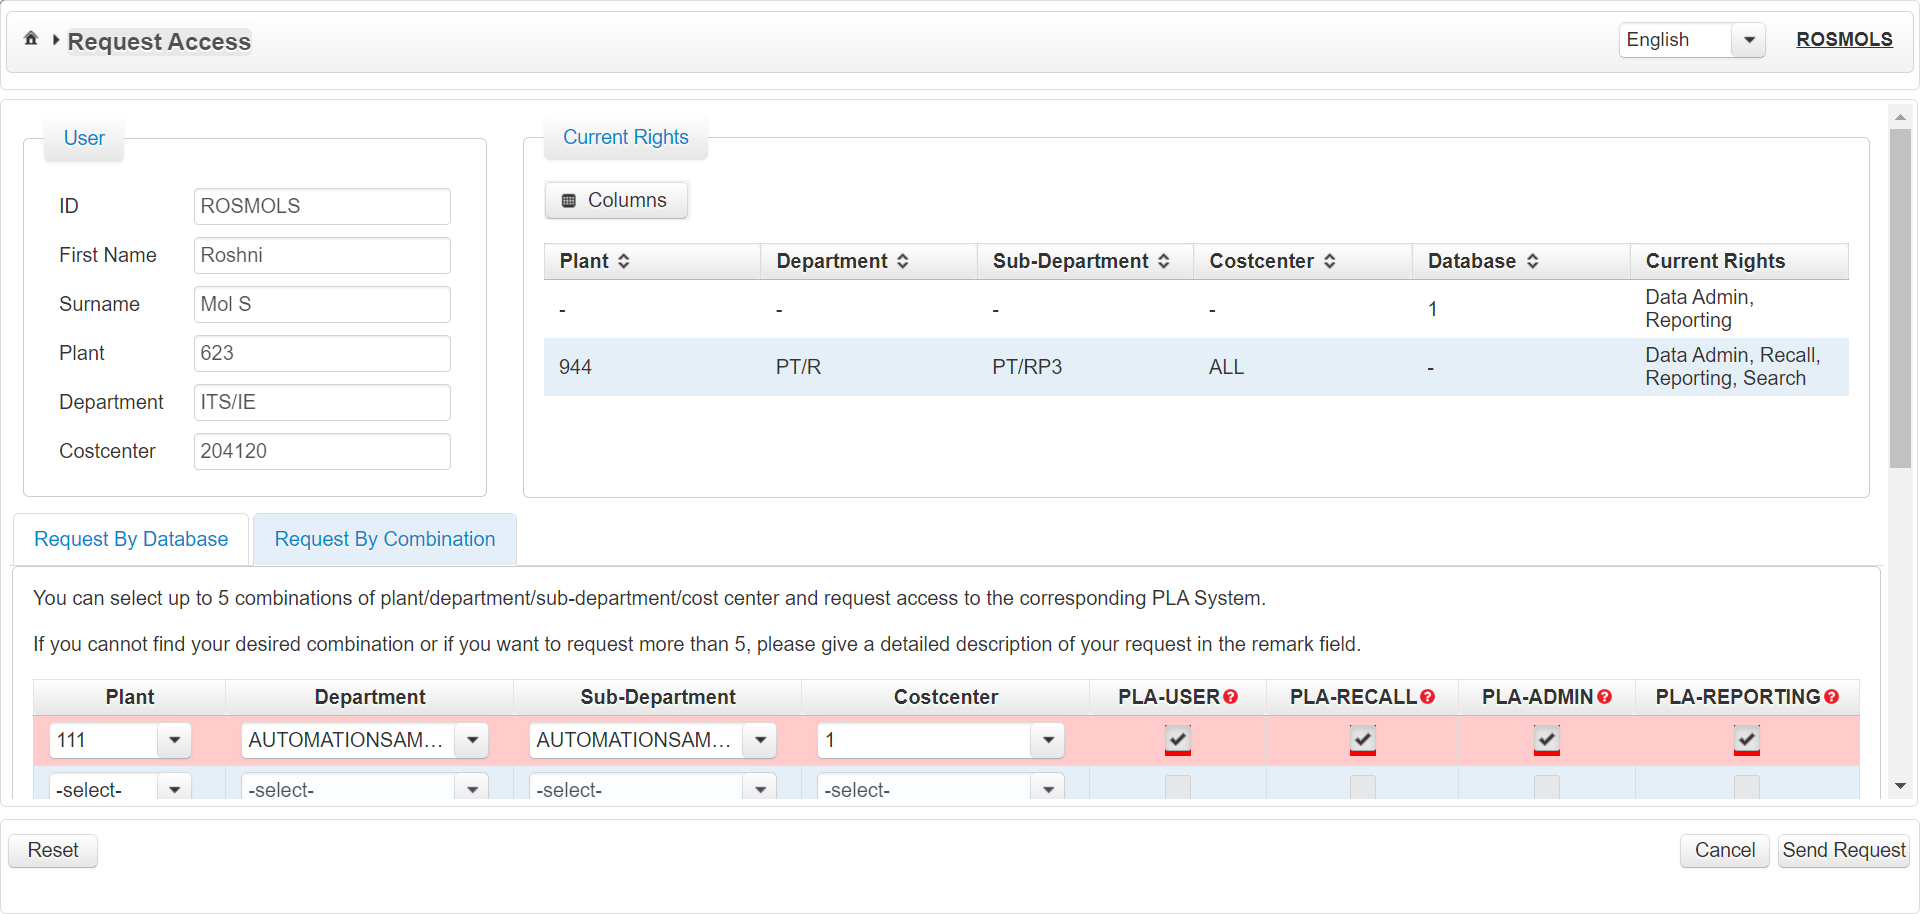 Request Access
English
ROSMOLS
User
ID
ROSMOLS
First Name
Roshni
Surname
Mol S
Plant
623
Department
ITS/IE
Costcenter
204120
Current Rights
Columns
Plant Department Sub-Department Costcenter Database Current Rights
- - - - 1 Data Admin,
Reporting
944 PT/R PT/RP3 ALL - Data Admin, Recall,
Reporting, Search
Request By Database
Request By Combination
You can select up to 5 combinations of plant/department/sub-department/cost center and request access to the corresponding PLA System.
If you cannot find your desired combination or if you want to request more than 5, please give a detailed description of your request in the remark field.
Plant Department Sub-Department Costcenter PLA-USER? PLA-RECALL? PLA-ADMIN? PLA-REPORTING?
111 AUTOMATIONSAM... AUTOMATIONSAM... 1
-select- -select- -select- -select-
Reset
Cancel
Send Request